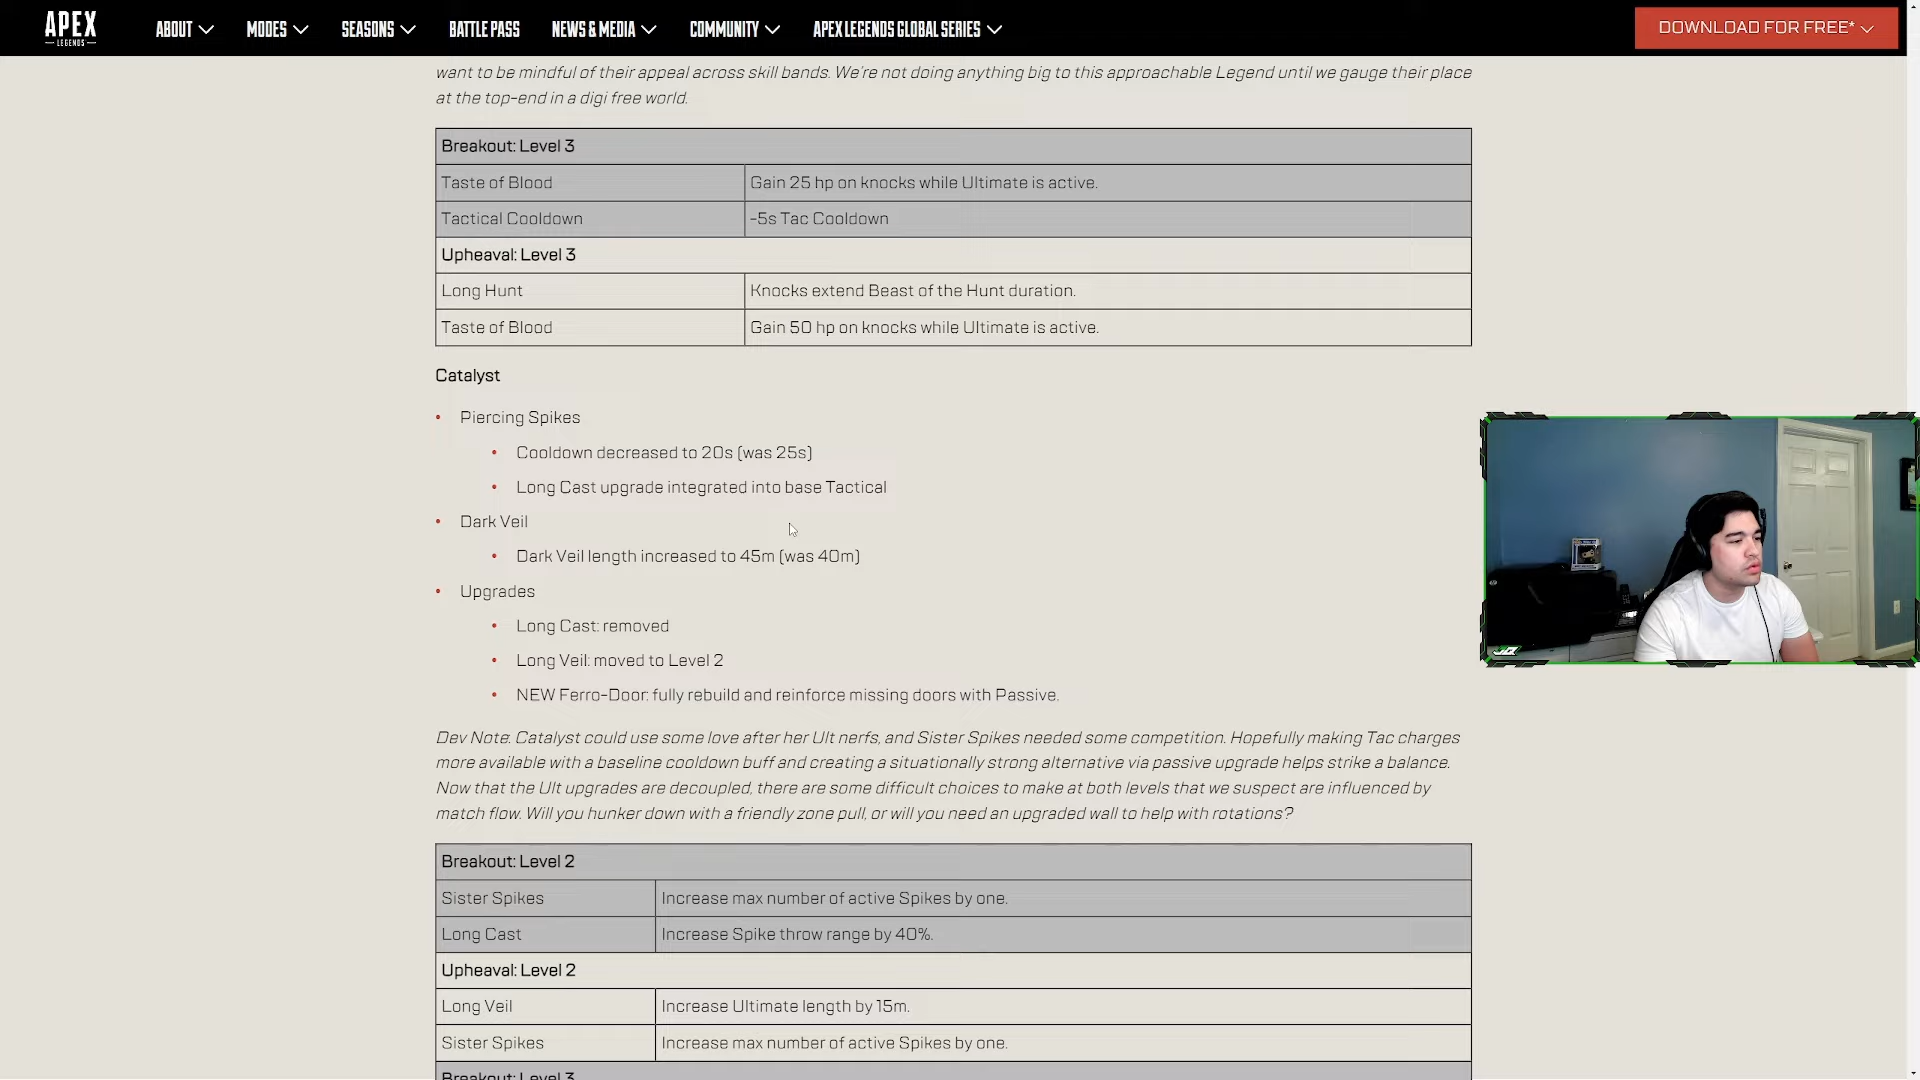 APEX
LEGENDS
ABOUT MODES SEASONS BATTLE PASS NEWS & MEDIA COMMUNITY APEX LEGENDS GLOBAL SERIES DOWNLOAD FOR FREE*
want to be mindful of their appeal across skill bands. We're not doing anything big to this approachable Legend until we gauge their place
at the top-end in a digi free world.
Breakout: Level 3
Taste of Blood Gain 25 hp on knocks while Ultimate is active.
Tactical Cooldown -5s Tac Cooldown
Upheaval: Level 3
Long Hunt Knocks extend Beast of the Hunt duration.
Taste of Blood Gain 50 hp on knocks while Ultimate is active.
Catalyst
• Piercing Spikes
• Cooldown decreased to 20s (was 25s)
• Long Cast upgrade integrated into base Tactical
• Dark Veil
• Dark Veil length increased to 45m (was 40m)
• Upgrades
• Long Cast: removed
• Long Veil: moved to Level 2
• NEW Ferro-Door: fully rebuild and reinforce missing doors with Passive.
Dev Note: Catalyst could use some love after her Ult nerfs, and Sister Spikes needed some competition. Hopefully making Tac charges
more available with a baseline cooldown buff and creating a situationally strong alternative via passive upgrade helps strike a balance.
Now that the Ult upgrades are decoupled, there are some difficult choices to make at both levels that we suspect are influenced by
match flow. Will you hunker down with a friendly zone pull, or will you need an upgraded wall to help with rotations?
Breakout: Level 2
Sister Spikes Increase max number of active Spikes by one.
Long Cast Increase Spike throw range by 40%.
Upheaval: Level 2
Long Veil Increase Ultimate length by 15m.
Sister Spikes Increase max number of active Spikes by one.
Breakout: Level 3